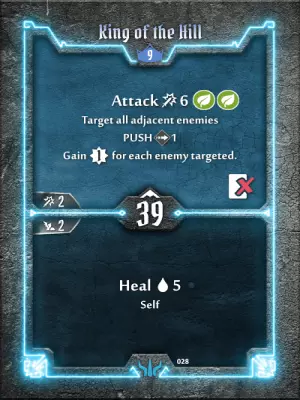 King of the Hill
9
Attack 6
Target all adjacent enemies
PUSH 1
Gain 1 for each enemy targeted.
2
39
2
Heal 5
Self
028